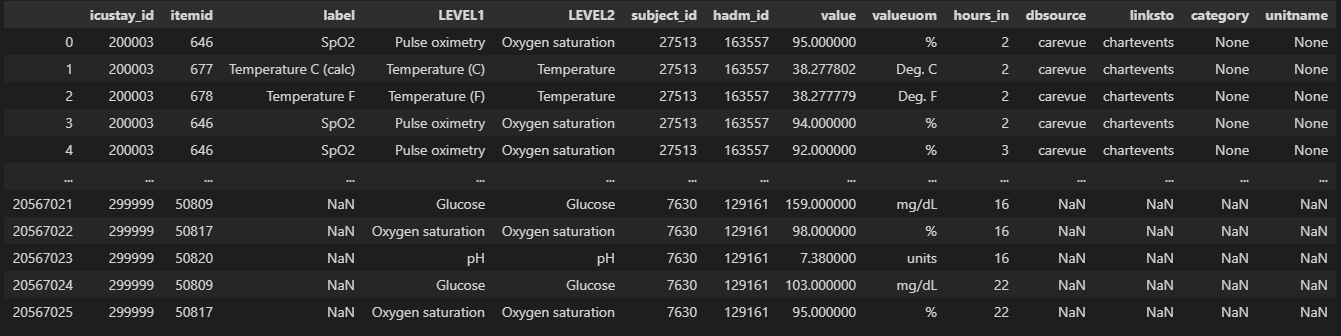 icustay_id itemid label LEVEL1 LEVEL2 subject_id hadm_id value valueuom hours_in dbsource linksto category unitname
0 200003 646 SpO2 Pulse oximetry Oxygen saturation 27513 163557 95.000000 % 2 carevue chartevents None None
1 200003 677 Temperature C (calc) Temperature (C) Temperature 27513 163557 38.277802 Deg. C 2 carevue chartevents None None
2 200003 678 Temperature F Temperature (F) Temperature 27513 163557 38.277779 Deg. F 2 carevue chartevents None None
3 200003 646 SpO2 Pulse oximetry Oxygen saturation 27513 163557 94.000000 % 2 carevue chartevents None None
4 200003 646 SpO2 Pulse oximetry Oxygen saturation 27513 163557 92.000000 % 3 carevue chartevents None None
... ... ... ... ... ... ... ... ... ... ... ... ... ... ...
20567021 299999 50809 NaN Glucose Glucose 7630 129161 159.000000 mg/dL 16 NaN NaN NaN NaN
20567022 299999 50817 NaN Oxygen saturation Oxygen saturation 7630 129161 98.000000 % 16 NaN NaN NaN NaN
20567023 299999 50820 NaN pH pH 7630 129161 7.380000 units 16 NaN NaN NaN NaN
20567024 299999 50809 NaN Glucose Glucose 7630 129161 103.000000 mg/dL 22 NaN NaN NaN NaN
20567025 299999 50817 NaN Oxygen saturation Oxygen saturation 7630 129161 95.000000 % 22 NaN NaN NaN NaN